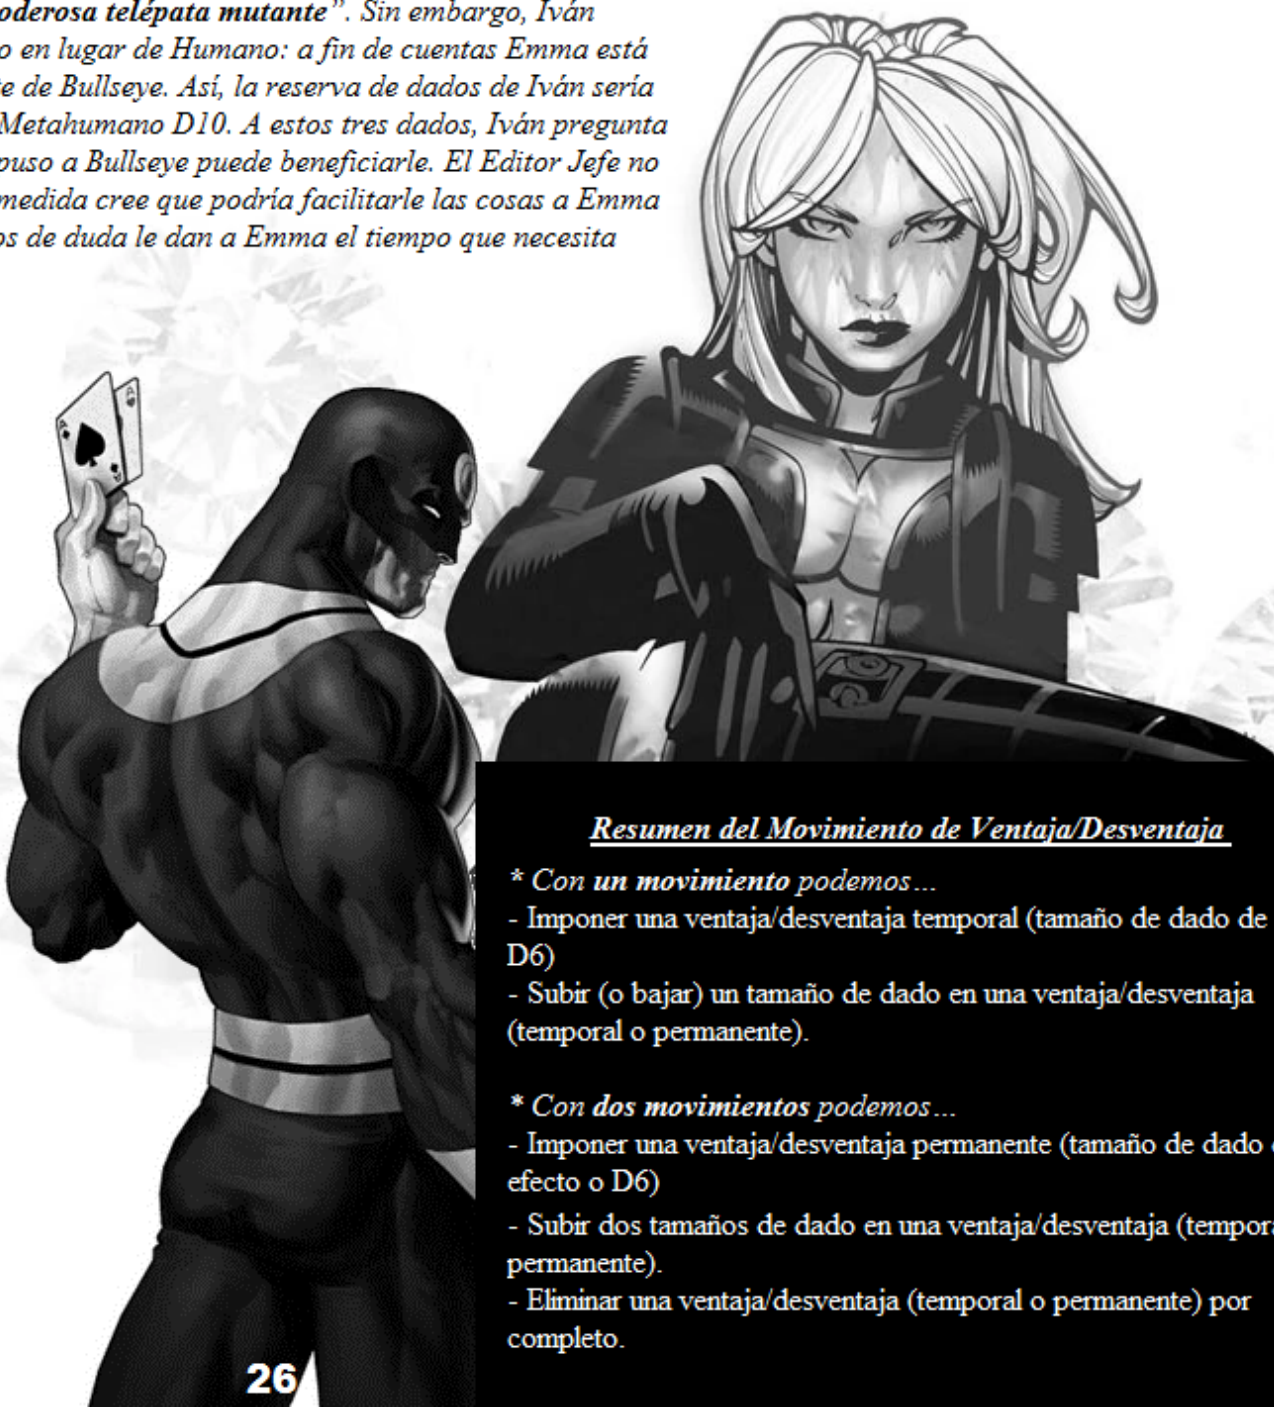 oderosa telépata mutante”. Sin embargo, Iván
o en lugar de Humano: a fin de cuentas Emma está
e de Bullseye. Así, la reserva de dados de Iván sería
Metahumano D10. A estos tres dados, Iván pregunta
puso a Bullseye puede beneficiarle. El Editor Jefe no
medida cree que podría facilitarle las cosas a Emma
os de duda le dan a Emma el tiempo que necesita
A
A
Resumen del Movimiento de Ventaja/Desventaja
* Con un movimiento podemos…
- Imponer una ventaja/desventaja temporal (tamaño de dado de
D6)
- Subir (o bajar) un tamaño de dado en una ventaja/desventaja
(temporal o permanente).
* Con dos movimientos podemos…
- Imponer una ventaja/desventaja permanente (tamaño de dado
efecto o D6)
- Subir dos tamaños de dado en una ventaja/desventaja (tempora
permanente).
- Eliminar una ventaja/desventaja (temporal o permanente) por
completo.
26